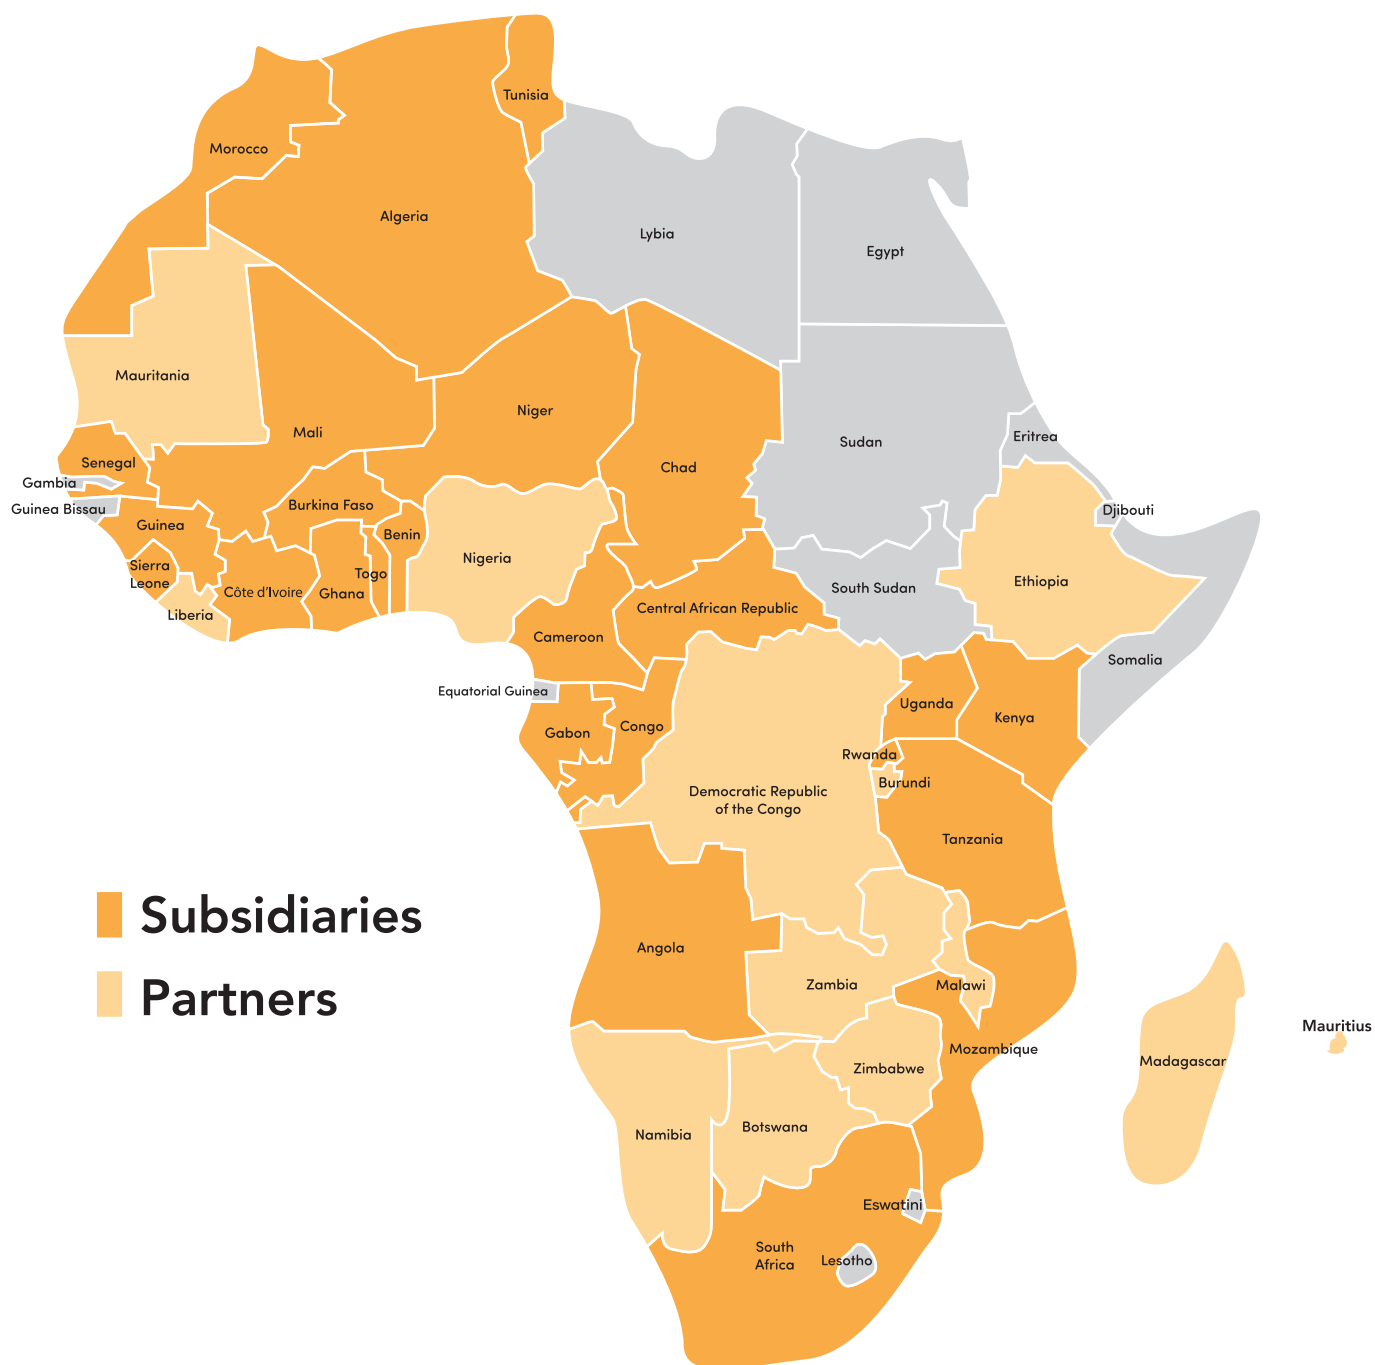 Tunisia
Morocco
Algeria
Lybia
Egypt
Mauritania
Niger
Mali
Sudan
Eritrea
Chad
Senegal
Gambia
Burkina Faso
Guinea Bissau
Djibouti
Guinea
Benin
Nigeria
Sierra
Leone
Togo
Ethiopia
Côte d'Ivoire
Ghana
South Sudan
Liberia
Central African Republic
Cameroon
Somalia
Equatorial Guinea
Uganda
Kenya
Congo
Gabon
Rwanda
Burundi
Democratic Republic
of the Congo
Tanzania
Subsidiaries
Angola
Zambia
Malawi
Partners
Mauritius
Mozambique
Madagascar
Zimbabwe
Botswana
Namibia
Eswatini
South
Africa
Lesotho